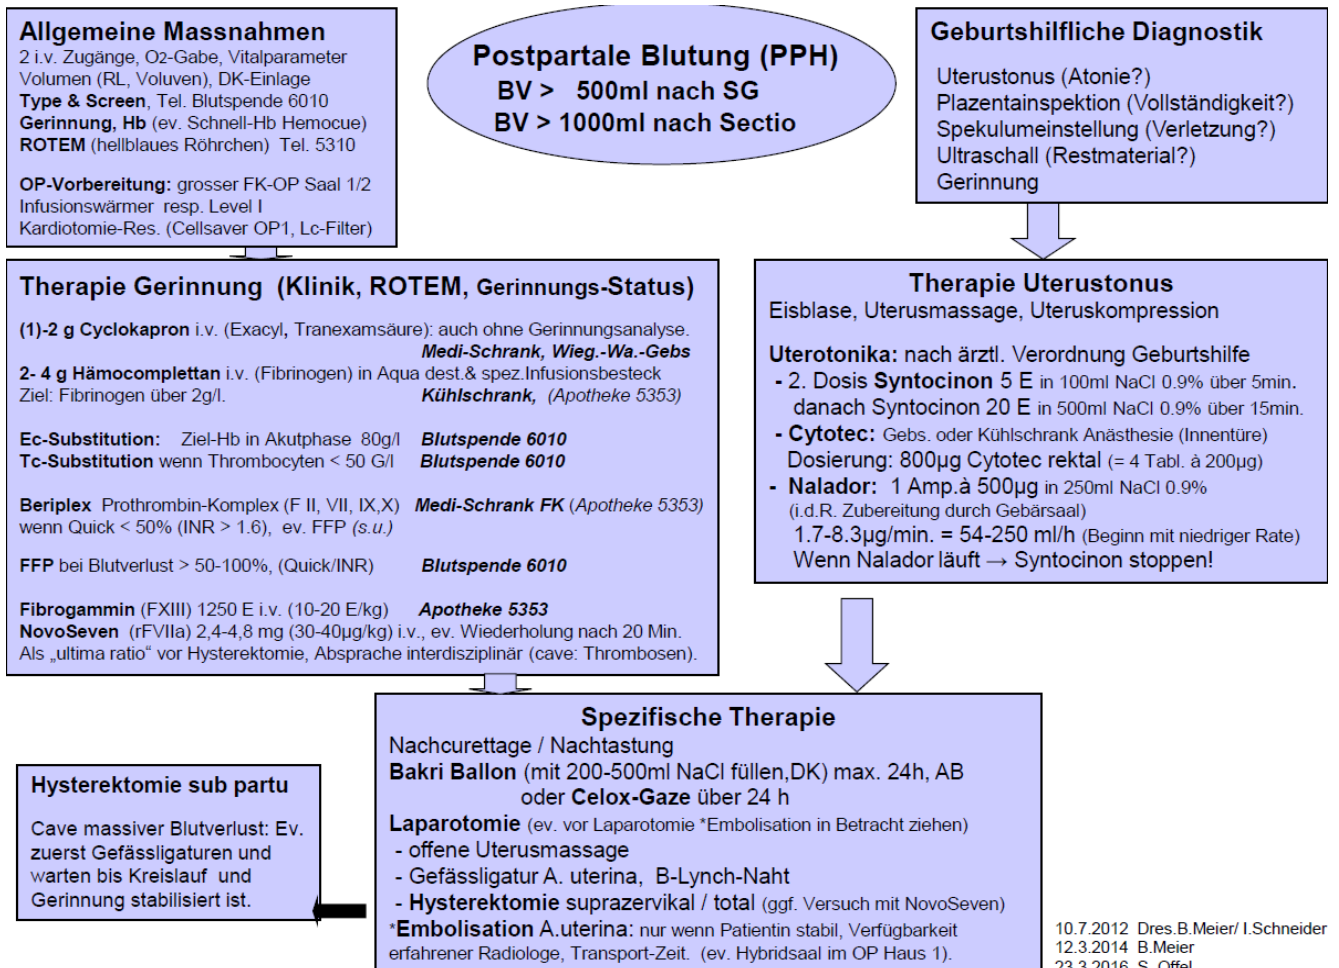 Allgemeine Massnahmen
2 i.v. Zugänge, O2-Gabe, Vitalparameter
Volumen (RL, Voluven), DK-Einlage
Type & Screen, Tel. Blutspende 6010
Gerinnung, Hb (ev. Schnell-Hb Hemocue)
ROTEM (hellblaues Röhrchen) Tel. 5310
OP-Vorbereitung: grosser FK-OP Saal 1/2
Infusionswärmer resp. Level I
Kardiotomie-Res. (Cellsaver OP1, Lc-Filter)
Postpartale Blutung (PPH)
BV > 500ml nach SG
BV > 1000ml nach Sectio
Geburtshilfliche Diagnostik
Uterustonus (Atonie?)
Plazentainspektion (Vollständigkeit?)
Spekulumeinstellung (Verletzung?)
Ultraschall (Restmaterial?)
Gerinnung
Therapie Gerinnung (Klinik, ROTEM, Gerinnungs-Status)
(1)-2 g Cyclokapron i.v. (Exacyl, Tranexamsäure): auch ohne Gerinnungsanalyse.
Medi-Schrank, Wieg.-Wa.-Gebs
2- 4 g Hämocomplettan i.v. (Fibrinogen) in Aqua dest.& spez.Infusionsbesteck
Ziel: Fibrinogen über 2g/l. Kühlschrank, (Apotheke 5353)
Ec-Substitution: Ziel-Hb in Akutphase 80g/l Blutspende 6010
Tc-Substitution wenn Thrombocyten < 50 G/l Blutspende 6010
Beriplex Prothrombin-Komplex (F II, VII, IX,X) Medi-Schrank FK (Apotheke 5353)
wenn Quick < 50% (INR > 1.6), ev. FFP (s.u.)
FFP bei Blutverlust > 50-100%, (Quick/INR) Blutspende 6010
Fibrogammin (FXIII) 1250 E i.v. (10-20 E/kg) Apotheke 5353
NovoSeven (rFVIIa) 2,4-4,8 mg (30-40µg/kg) i.v., ev. Wiederholung nach 20 Min.
Als „ultima ratio“ vor Hysterektomie, Absprache interdisziplinär (cave: Thrombosen).
Therapie Uterustonus
Eisblase, Uterusmassage, Uteruskompression
Uterotonika: nach ärztl. Verordnung Geburtshilfe
- 2. Dosis Syntocinon 5 E in 100ml NaCl 0.9% über 5min.
danach Syntocinon 20 E in 500ml NaCl 0.9% über 15min.
- Cytotec: Gebs. oder Kühlschrank Anästhesie (Innentüre)
Dosierung: 800µg Cytotec rektal (= 4 Tabl. à 200µg)
- Nalador: 1 Amp.à 500µg in 250ml NaCl 0.9%
(i.d.R. Zubereitung durch Gebärsaal)
1.7-8.3µg/min. = 54-250 ml/h (Beginn mit niedriger Rate)
Wenn Nalador läuft → Syntocinon stoppen!
Spezifische Therapie
Nachcurettage / Nachtastung
Bakri Ballon (mit 200-500ml NaCl füllen,DK) max. 24h, AB
oder Celox-Gaze über 24 h
Laparotomie (ev. vor Laparotomie *Embolisation in Betracht ziehen)
- offene Uterusmassage
- Gefässligatur A. uterina, B-Lynch-Naht
- Hysterektomie suprazervikal / total (ggf. Versuch mit NovoSeven)
*Embolisation A.uterina: nur wenn Patientin stabil, Verfügbarkeit
erfahrener Radiologe, Transport-Zeit. (ev. Hybridsaal im OP Haus 1).
Hysterektomie sub partu
Cave massiver Blutverlust: Ev.
zuerst Gefässligaturen und
warten bis Kreislauf und
Gerinnung stabilisiert ist.
10.7.2012 Dres.B.Meier/ I.Schneider
12.3.2014 B.Meier
23.3.2016 S. Offel